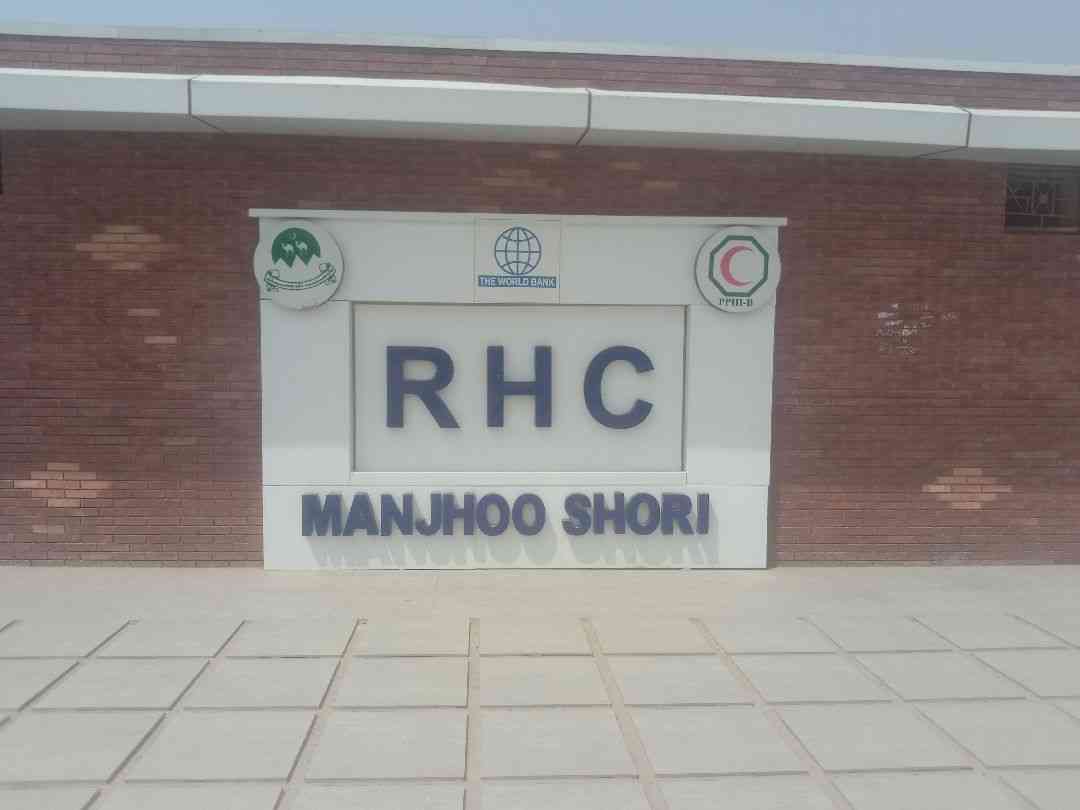 THE WORLD BANK
PPHI-B
RHC
MANJHOO SHORI